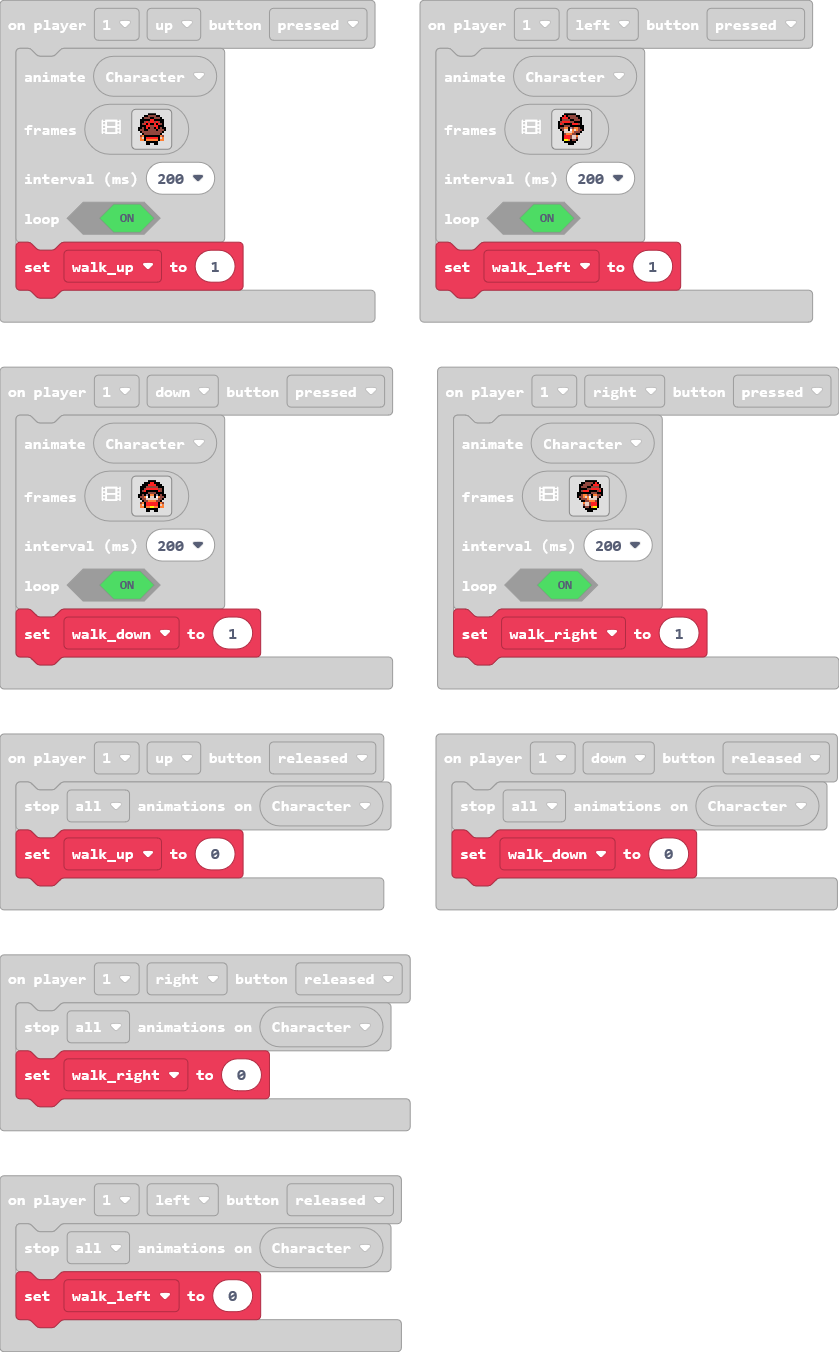 on player 1 up button pressed
animate Character
frames
interval (ms) 200
loop ON
set walk_up to 1
on player 1 left button pressed
animate Character
frames
interval (ms) 200
loop ON
set walk_left to 1
on player 1 down button pressed
animate Character
frames
interval (ms) 200
loop ON
set walk_down to 1
on player 1 right button pressed
animate Character
frames
interval (ms) 200
loop ON
set walk_right to 1
on player 1 up button released
stop all animations on Character
set walk_up to 0
on player 1 down button released
stop all animations on Character
set walk_down to 0
on player 1 right button released
stop all animations on Character
set walk_right to 0
on player 1 left button released
stop all animations on Character
set walk_left to 0